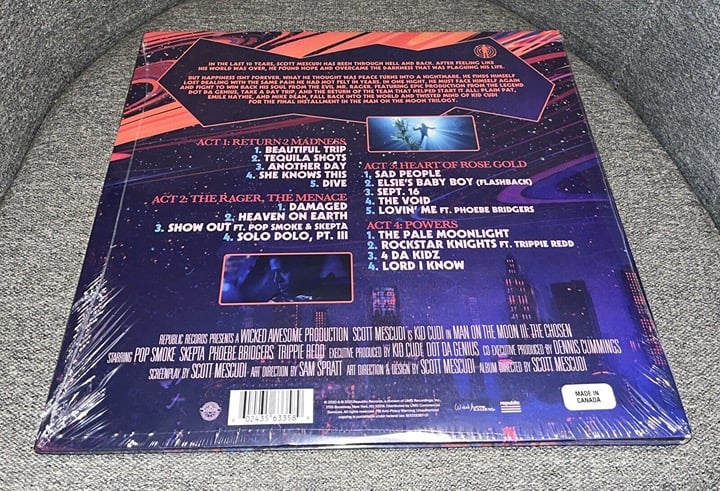 IN THE LAST 10 YEARS, SCOTT MESCUDI HAS BEEN THROUGH HELL AND BACK. AFTER FEELING LIKE
HIS WORLD WAS OVER, HE FOUND HOPE AND OVERCAME THE DARKNESS THAT WAS PLAGUING HIS LIFE.
BUT HAPPINESS ISNT FOREVER. WHAT HE THOUGHT WAS PEACE TURNS INTO A NIGHTMARE. HE FINDS HIMSELF
LOST DEALING WITH THE SAME PAIN HE HAD NOT FELT IN YEARS. IN ONE NIGHT, HE MUST FACE HIMSELF AGAIN
AND FIGHT TO WIN BACK HIS SOUL FROM THE EVIL MR. RAGER. FEATURING EPIC PRODUCTION FROM THE LEGEND
DOT DA GENIUS, TAKE A DAY TRIP, AND THE RETURN OF THE TEAM THAT HELPED START IT ALL: PLAIN PAT,
EMILE HAYNIE, AND MIKE DEAN, FALL BACK INTO THE WORLD AND TWISTED MIND OF KID CUDI
FOR THE FINAL INSTALLMENT IN THE MAN ON THE MOON TRILOGY.
ACT 1: RETURN 2 MADNESS
1. BEAUTIFUL TRIP
2. TEQUILA SHOTS
3. ANOTHER DAY
4. SHE KNOWS THIS
5. DIVE
ACT 2: THE RAGER, THE MENACE
1. DAMAGED
2. HEAVEN ON EARTH
3. SHOW OUT FT. POP SMOKE & SKEPTA
4. SOLO DOLO, PT. III
ACT 3: HEART OF ROSE GOLD
1. SAD PEOPLE
2. ELSIE'S BABY BOY (FLASHBACK)
3. SEPT. 16
4. THE VOID
5. LOVIN' ME FT. PHOEBE BRIDGERS
ACT 4: POWERS
1. THE PALE MOONLIGHT
2. ROCKSTAR KNIGHTS FT. TRIPPIE REDD
3. 4 DA KIDZ
4. LORD I KNOW
REPUBLIC RECORDS PRESENTS A WICKED AWESOME PRODUCTION SCOTT MESCUDI IS KID CUDI IN MAN ON THE MOON III: THE CHOSEN
STARRING POP SMOKE SKEPTA PHOEBE BRIDGERS TRIPPIE REDD EXECUTIVE PRODUCED BY KID CUDI, DOT DA GENIUS CO EXECUTIVE PRODUCED BY DENNIS CUMMINGS
SCREENPLAY BY SCOTT MESCUDI ART DIRECTION BY SAM SPRATT ART DIRECTION & DESIGN BY SCOTT MESCUDI ALBUM DIRECTED BY SCOTT MESCUDI
02435 63358
republic
MADE IN
CANADA